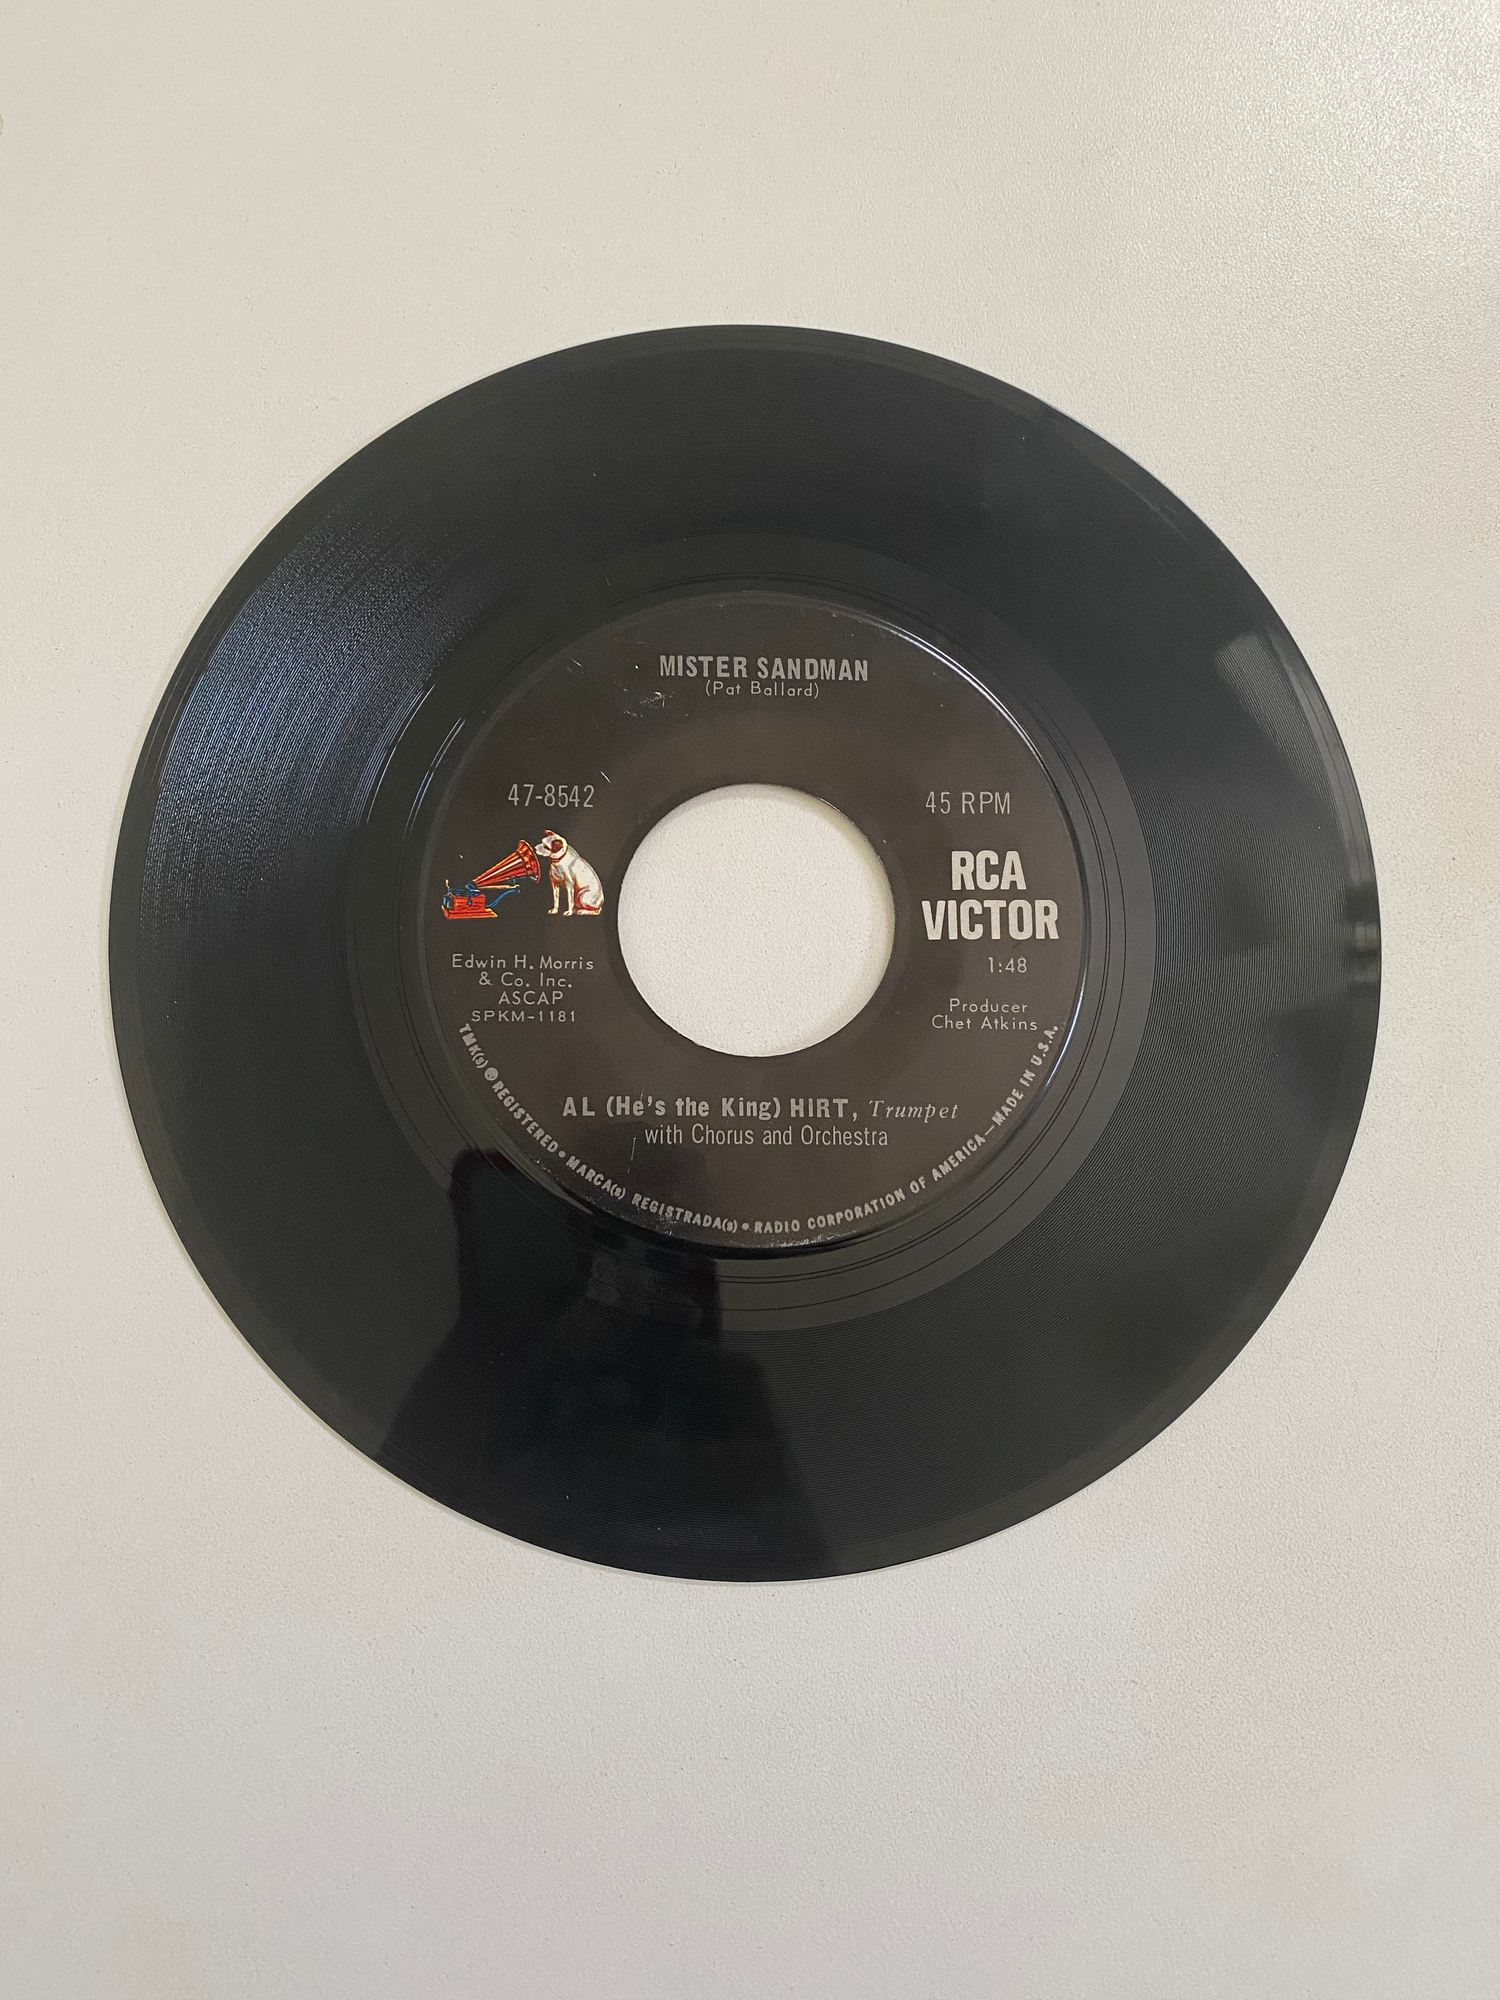 MISTER SANDMAN
(Pat Ballard)
47-8542
45 RPM
RCA
VICTOR
Edwin H. Morris
& Co. Inc.
ASCAP
SPKM-1181
1:48
Producer
Chet Atkins
AL (He's the King) HIRT, Trumpet
with Chorus and Orchestra
TMK(s) ® REGISTERED • MARCA(s) REGISTRADA(s) • RADIO CORPORATION OF AMERICA—MADE IN U.S.A.